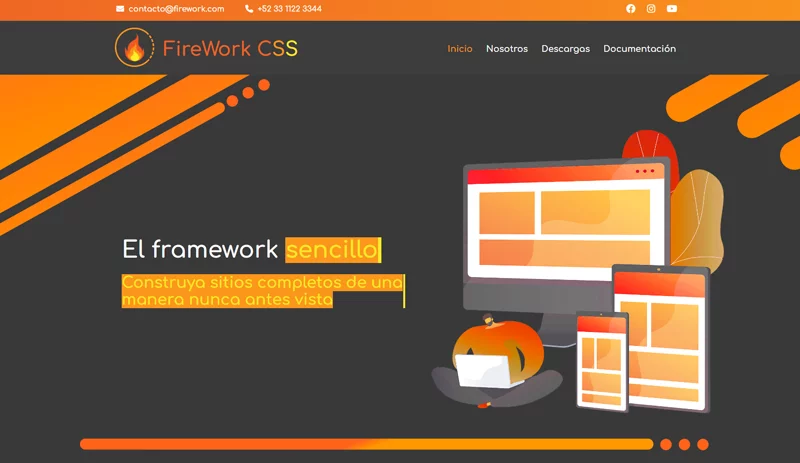 contacto@firework.com +52 33 1122 3344
FireWork CSS
Inicio Nosotros Descargas Documentación
El framework sencillo
Construya sitios completos de una
manera nunca antes vista